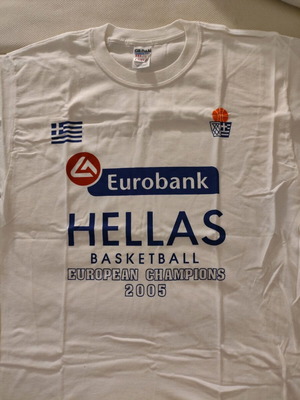 Eurobank
HELLAS
BASKETBALL
EUROPEAN CHAMPIONS
2005